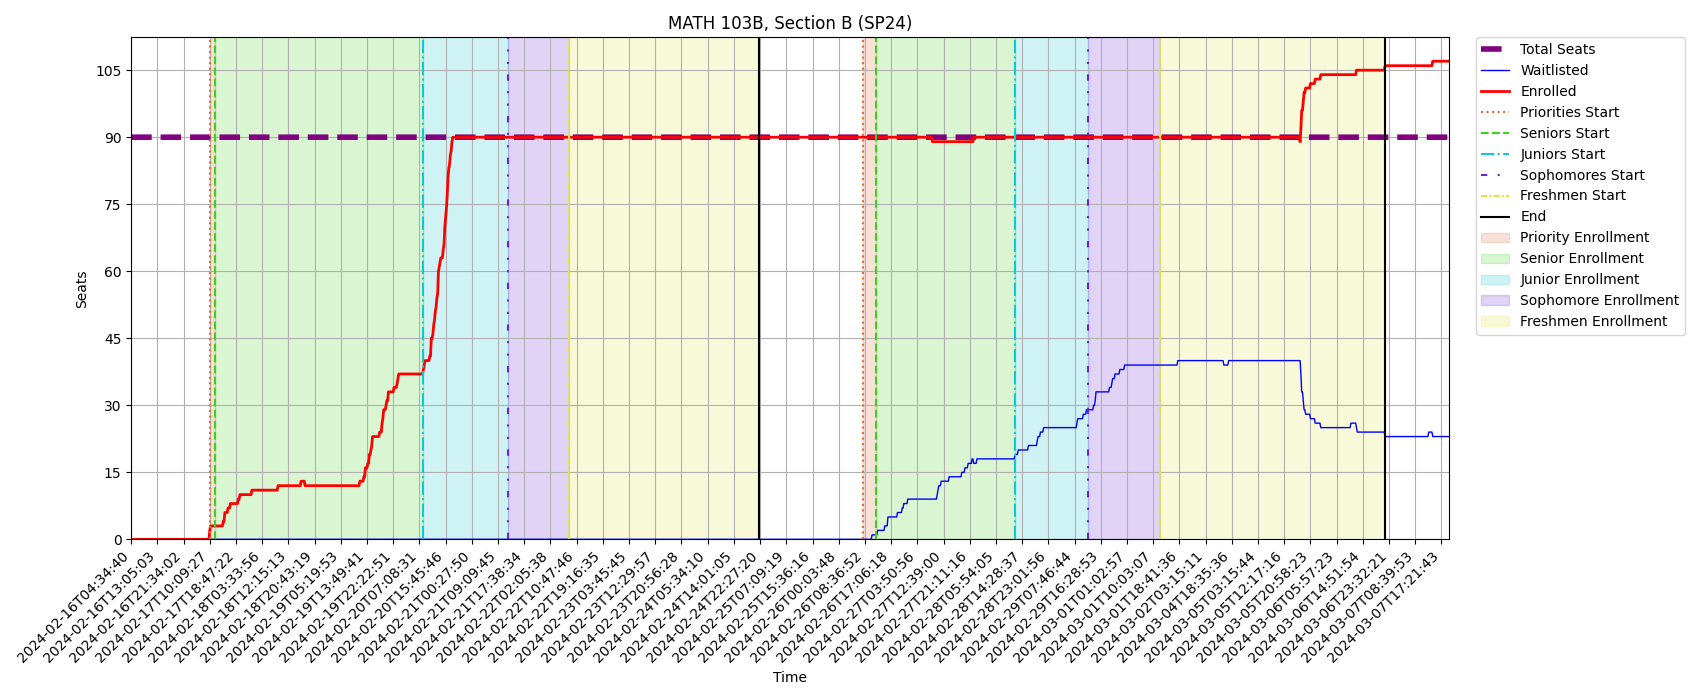 MATH 103B, Section B (SP24)
Total Seats
Waitlisted
Enrolled
Priorities Start
Seniors Start
Juniors Start
Sophomores Start
Freshmen Start
End
Priority Enrollment
Senior Enrollment
Junior Enrollment
Sophomore Enrollment
Freshmen Enrollment
Seats
105
90
75
60
45
30
15
0
2024-02-16T04:34:40
2024-02-16T13:05:03
2024-02-16T21:34:02
2024-02-17T10:09:27
2024-02-17T18:47:22
2024-02-18T03:33:56
2024-02-18T12:15:13
2024-02-18T20:43:19
2024-02-19T05:19:53
2024-02-19T13:49:41
2024-02-19T22:22:51
2024-02-20T07:08:31
2024-02-20T15:45:46
2024-02-21T00:27:50
2024-02-21T09:09:45
2024-02-21T17:38:34
2024-02-22T02:05:38
2024-02-22T10:47:46
2024-02-22T19:16:35
2024-02-23T03:45:45
2024-02-23T12:29:57
2024-02-23T20:56:28
2024-02-24T05:34:10
2024-02-24T14:01:05
2024-02-24T22:27:20
2024-02-25T07:09:19
2024-02-25T15:36:16
2024-02-26T00:03:48
2024-02-26T08:36:52
2024-02-26T17:06:18
2024-02-27T03:50:56
2024-02-27T12:39:00
2024-02-27T21:11:16
2024-02-28T05:54:05
2024-02-28T14:28:37
2024-02-28T23:01:56
2024-02-29T07:46:44
2024-02-29T16:28:53
2024-03-01T01:02:57
2024-03-01T10:03:07
2024-03-01T18:41:36
2024-03-02T03:15:11
2024-03-04T18:35:36
2024-03-05T03:15:44
2024-03-05T12:17:16
2024-03-05T20:58:23
2024-03-06T05:57:23
2024-03-06T14:51:54
2024-03-06T23:32:21
2024-03-07T08:39:53
2024-03-07T17:21:43
Time